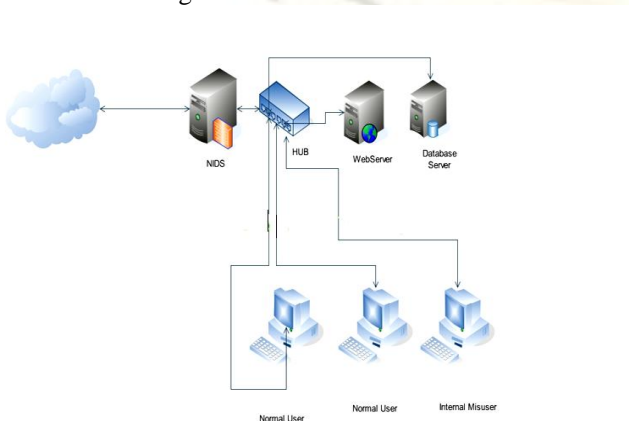 NIDS
HUB
WebServer
Database
Server
Normal User
Normal User
Internal Misuser